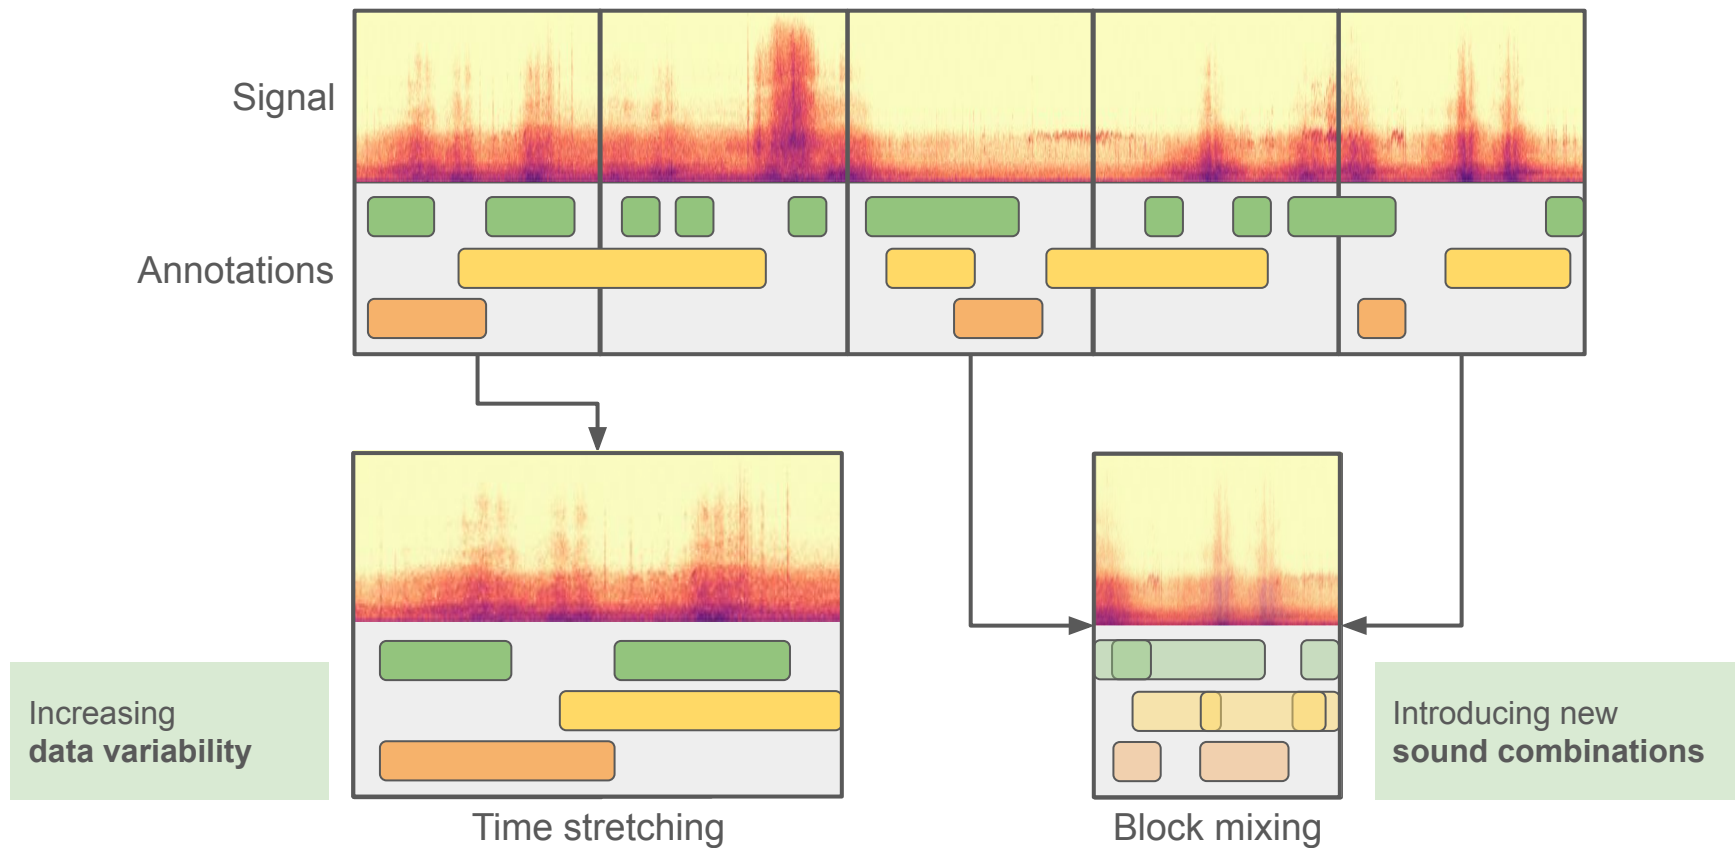 Signal
Annotations
Increasing
data variability
Introducing new
sound combinations
Time stretching
Block mixing